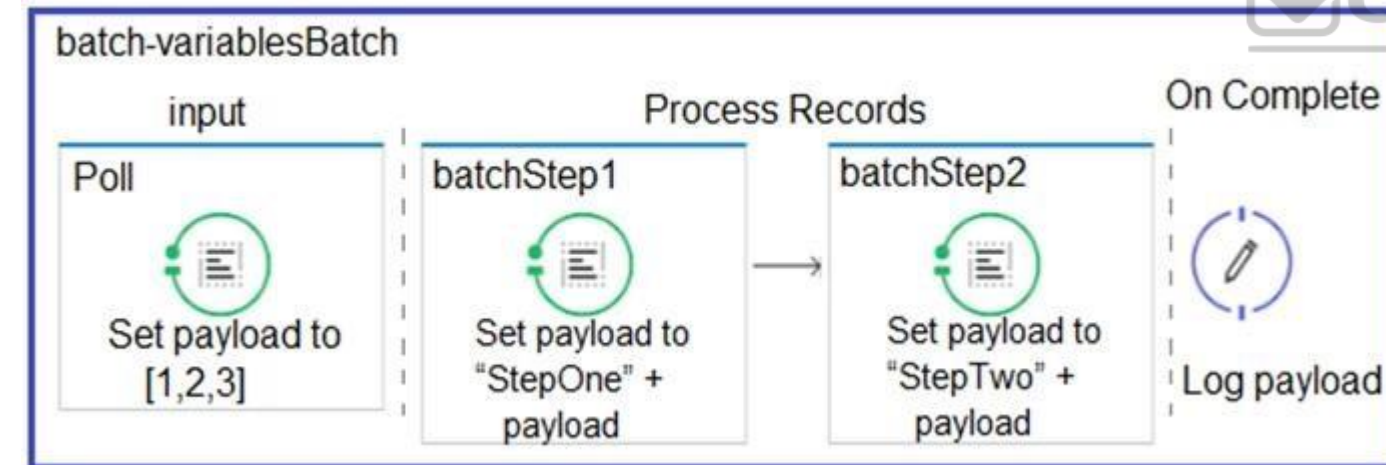 batch-variablesBatch
input
Process Records
On Complete
Poll
Set payload to
[1,2,3]
batchStep1
Set payload to
“StepOne” +
payload
batchStep2
Set payload to
“StepTwo” +
payload
Log payload